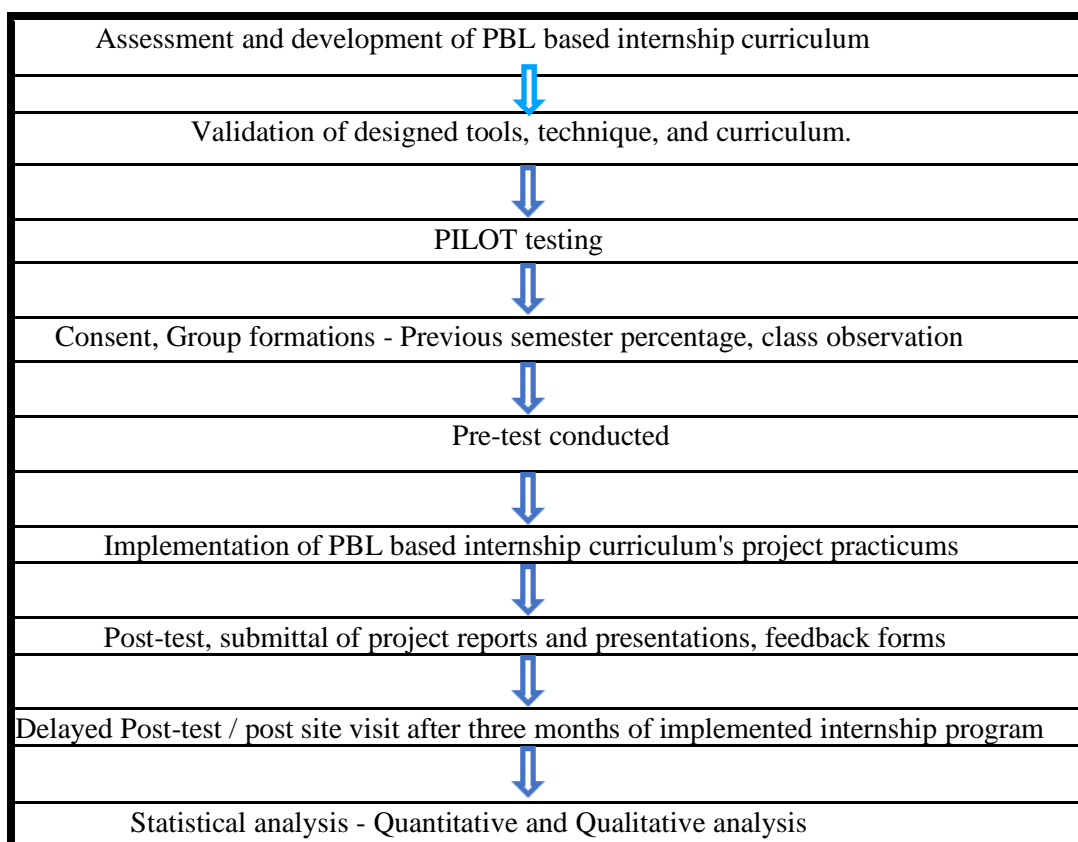 Assessment and development of PBL based internship curriculum
Validation of designed tools, technique, and curriculum.
PILOT testing
Consent, Group formations - Previous semester percentage, class observation
Pre-test conducted
Implementation of PBL based internship curriculum's project practicums
Post-test, submittal of project reports and presentations, feedback forms
Delayed Post-test / post site visit after three months of implemented internship program
Statistical analysis - Quantitative and Qualitative analysis